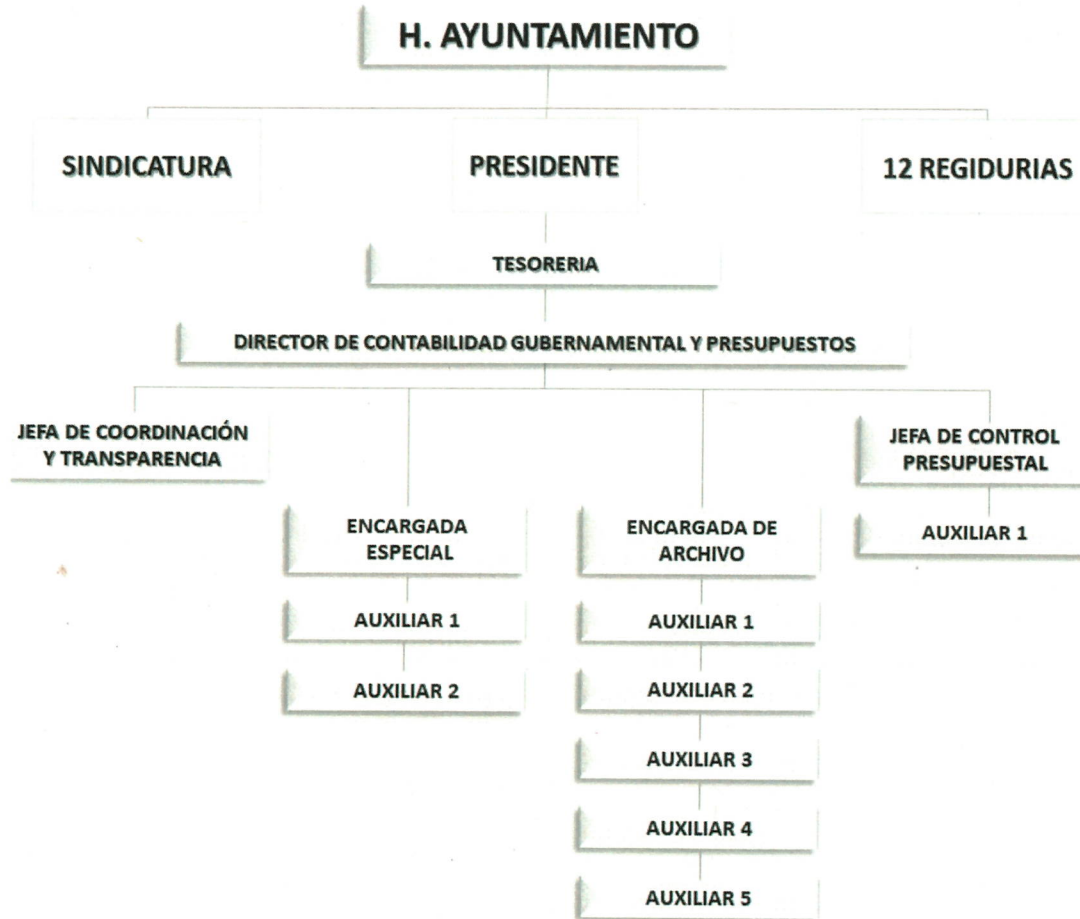 H. AYUNTAMIENTO
SINDICATURA
PRESIDENTE
12 REGIDURIAS
TESORERIA
DIRECTOR DE CONTABILIDAD GUBERNAMENTAL Y PRESUPUESTOS
JEFA DE COORDINACIÓN
Y TRANSPARENCIA
JEFA DE CONTROL
PRESUPUESTAL
AUXILIAR 1
ENCARGADA
ESPECIAL
AUXILIAR 1
AUXILIAR 2
ENCARGADA DE
ARCHIVO
AUXILIAR 1
AUXILIAR 2
AUXILIAR 3
AUXILIAR 4
AUXILIAR 5